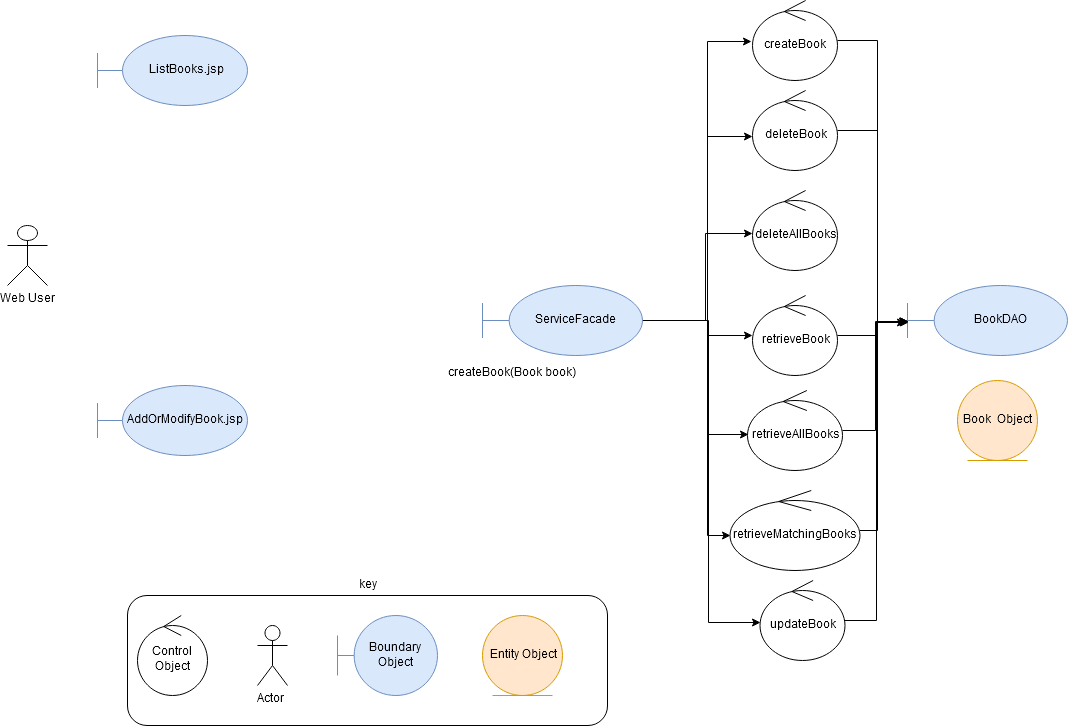 createBook
ListBooks.jsp
deleteBook
deleteAllBooks
Web User
ServiceFacade
BookDAO
retrieveBook
createBook(Book book)
AddOrModifyBook.jsp
Book Object
retrieveAllBooks
retrieveMatchingBooks
key
updateBook
Control
Object
Actor
Boundary
Object
Entity Object